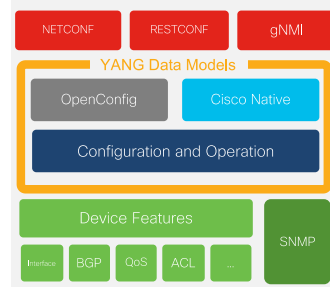 NETCONF
RESTCONF
gNMI
YANG Data Models
OpenConfig
Cisco Native
Configuration and Operation
Device Features
SNMP
Interface
BGP
QoS
ACL
...